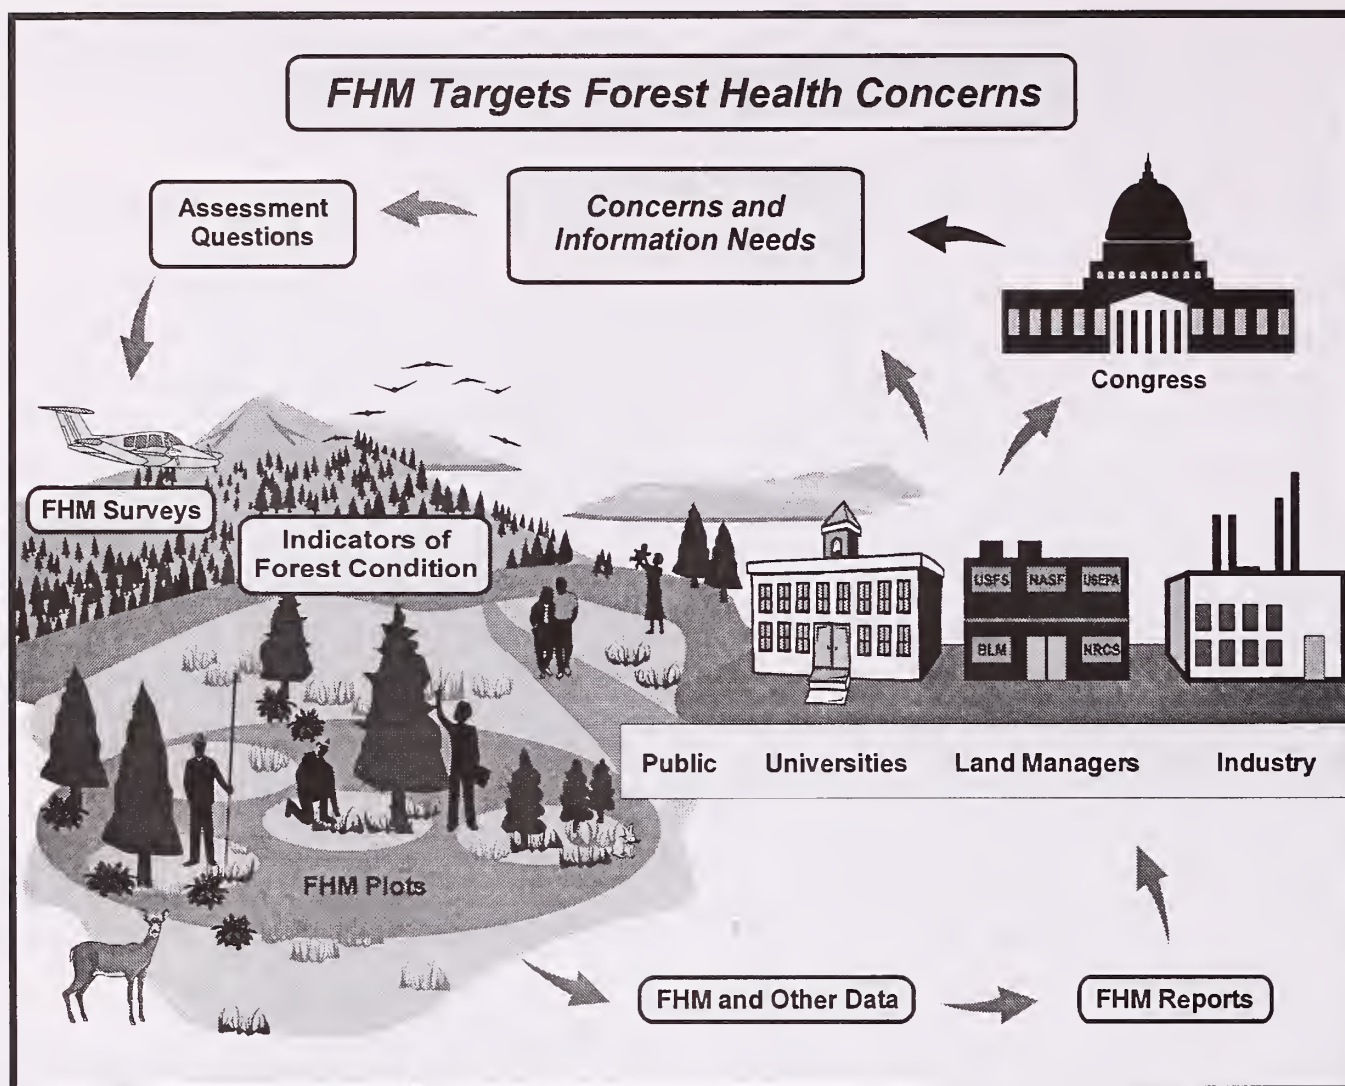 FHM Targets Forest Health Concerns
Assessment
Questions
Concerns and
Information Needs
Congress
FHM Surveys
Indicators of
Forest Condition
USFS NASF USEPA
BLM NRCS
Public Universities Land Managers Industry
FHM Plots
FHM and Other Data
FHM Reports